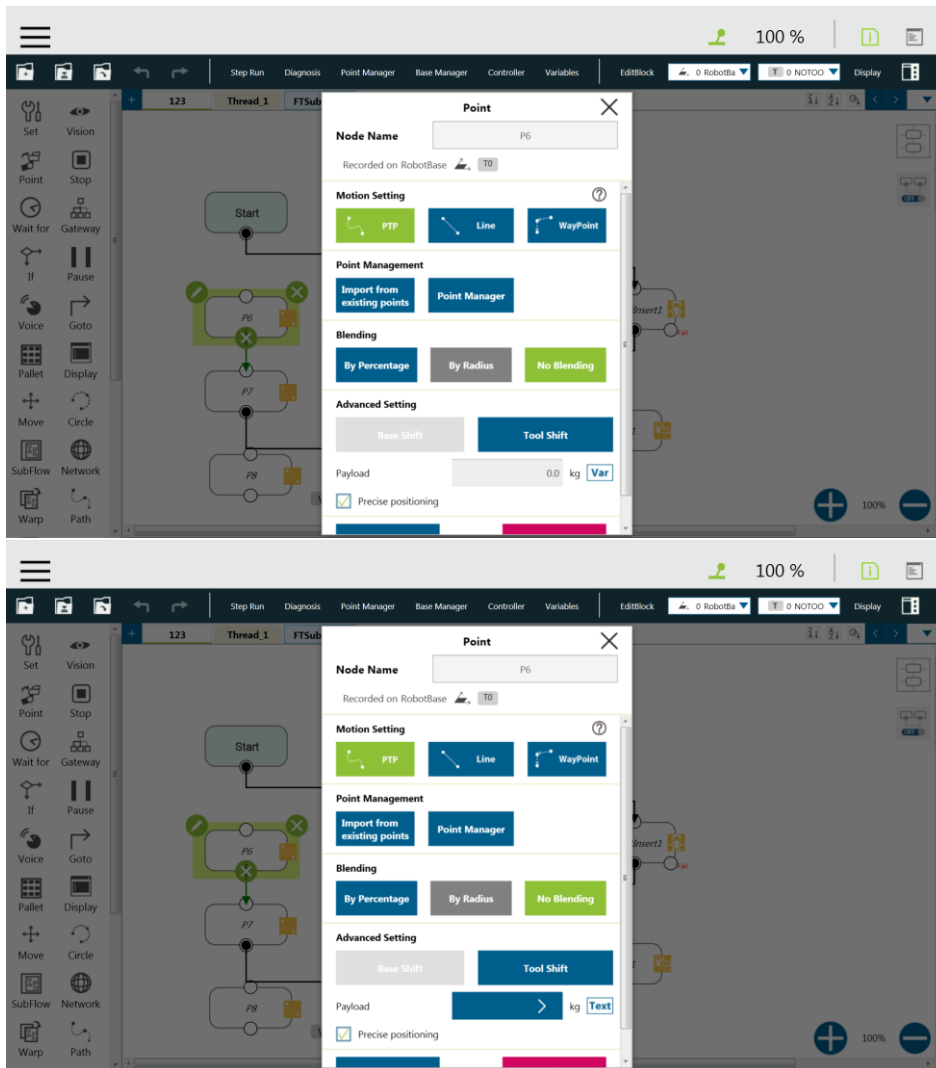 100 %
Step Run Diagnosis Point Manager Base Manager Controller Variables EditBlock 0 RobotBa T 0 NOTOO Display
+ 123 Thread_1 FTSub
Point
Set Vision
Node Name P6
Recorded on RobotBase T0
Point Stop
Motion Setting
PTP Line WayPoint
Start
Wait for Gateway
OFF
If Pause
Point Management
Import from
existing points
Point Manager
P6
Insert1
Fail
Voice Goto
Blending
By Percentage By Radius No Blending
Pallet Display
P7
Advanced Setting
Move Circle
Base Shift Tool Shift
SubFlow Network
P8
Payload 0.0 kg Var
Precise positioning
Warp Path
100%
100 %
Step Run Diagnosis Point Manager Base Manager Controller Variables EditBlock 0 RobotBa T 0 NOTOO Display
+ 123 Thread_1 FTSub
Point
Set Vision
Node Name P6
Recorded on RobotBase T0
Point Stop
Motion Setting
PTP Line WayPoint
Start
Wait for Gateway
OFF
If Pause
Point Management
Import from
existing points
Point Manager
P6
Insert1
Fail
Voice Goto
Blending
By Percentage By Radius No Blending
Pallet Display
P7
Advanced Setting
Move Circle
Base Shift Tool Shift
SubFlow Network
P8
Payload kg Text
Precise positioning
Warp Path
100%